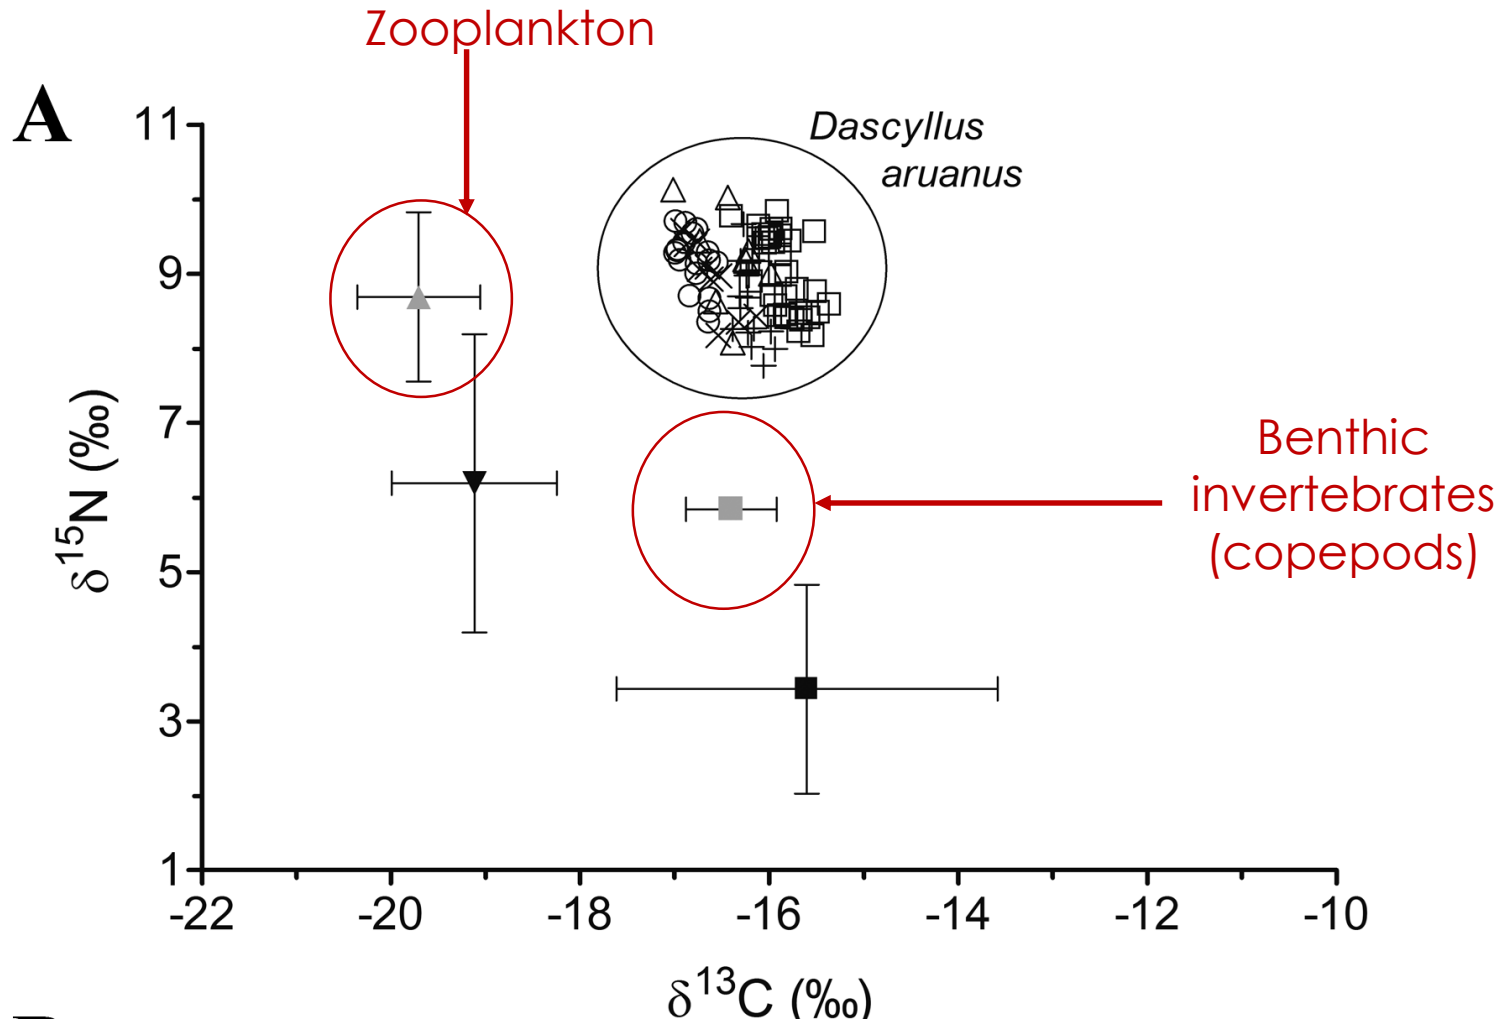 Zooplankton
A
11
Dascyllus
aruanus
9
7
Benthic
invertebrates
(copepods)
5
3
1
δ15N (‰)
-22 -20 -18 -16 -14 -12 -10
δ13C (‰)